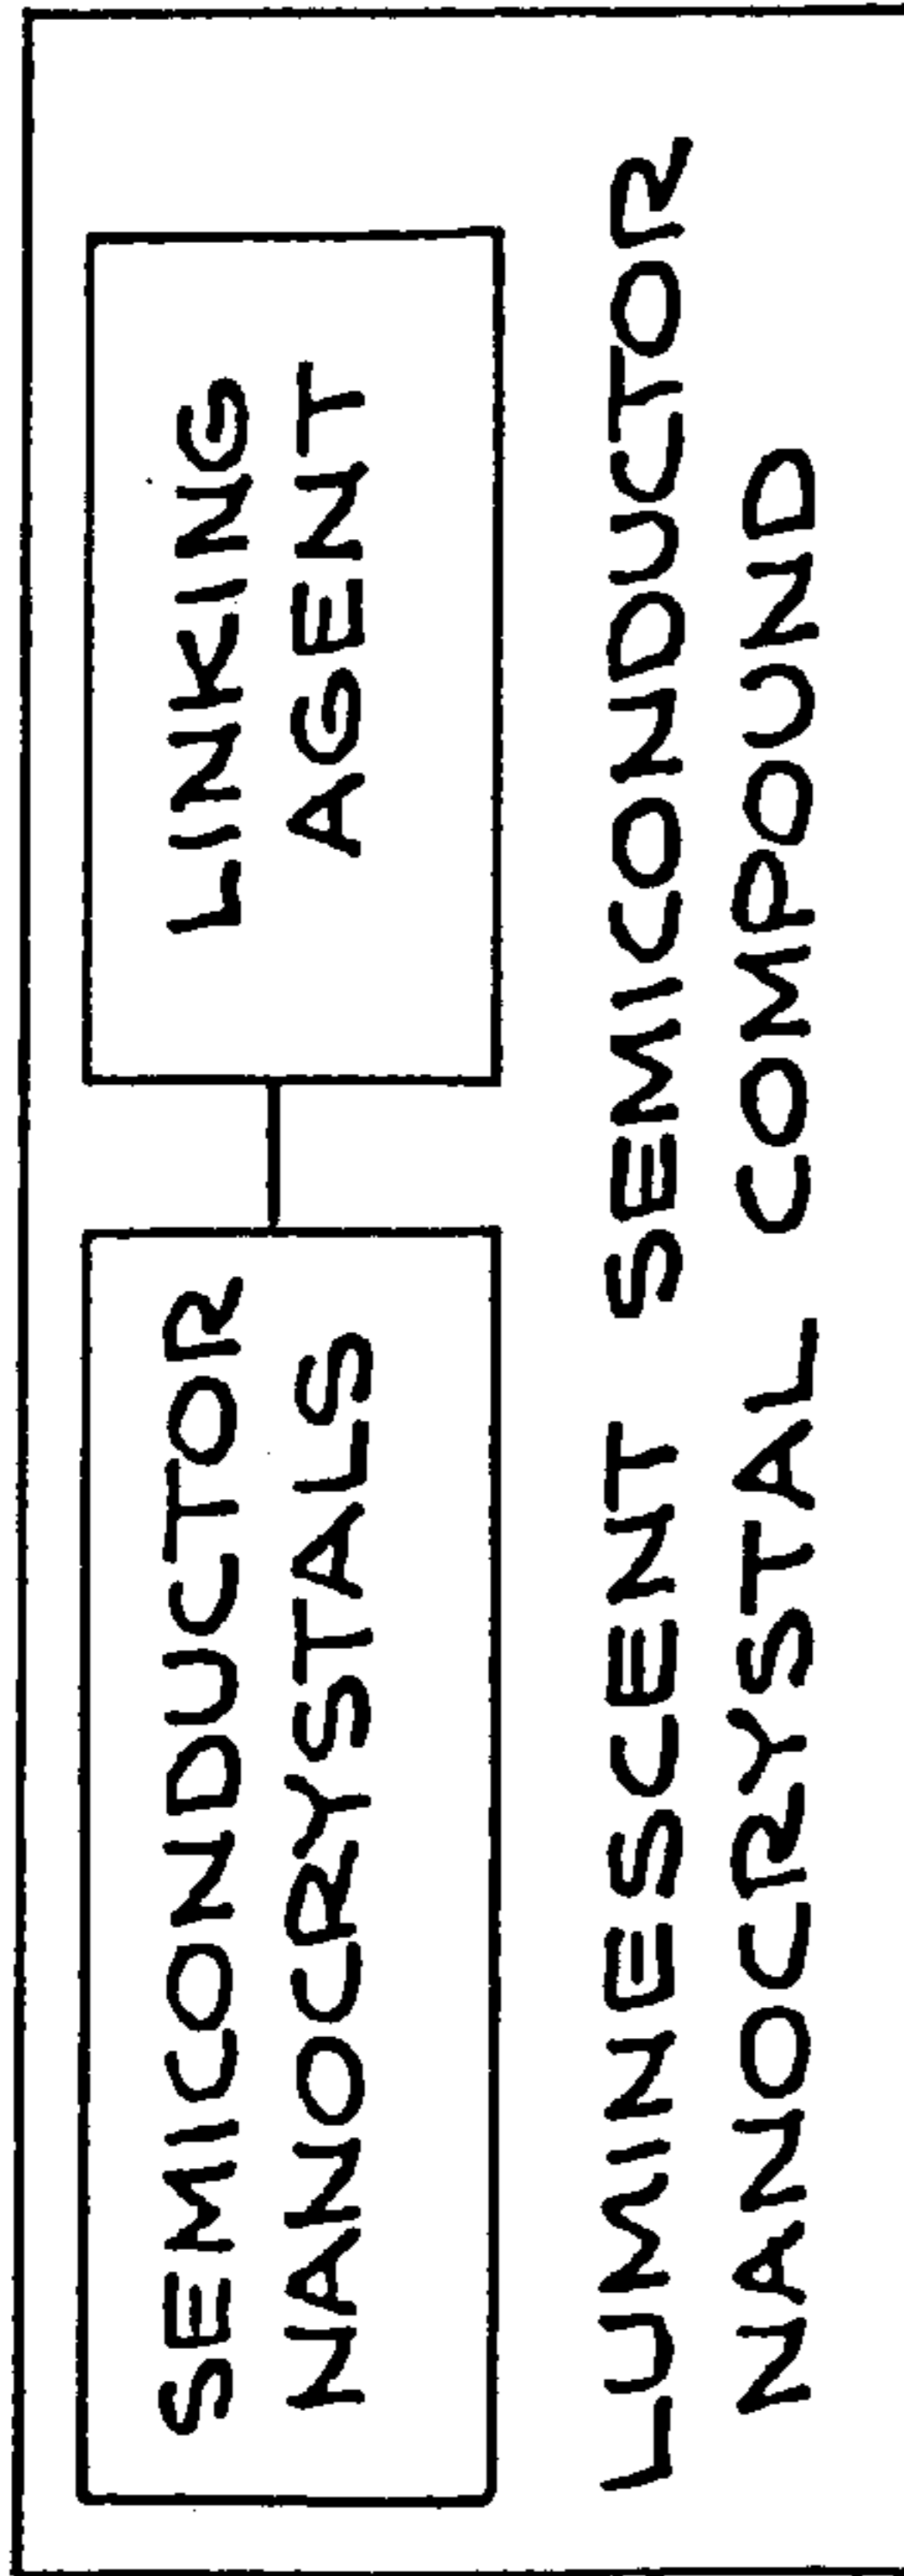 SEMICONDUCTOR
NANOCRYSTALS
LINKING
AGENT
LUMINESCENT SEMICONDUCTOR
NANOCRYSTAL COMPOUND